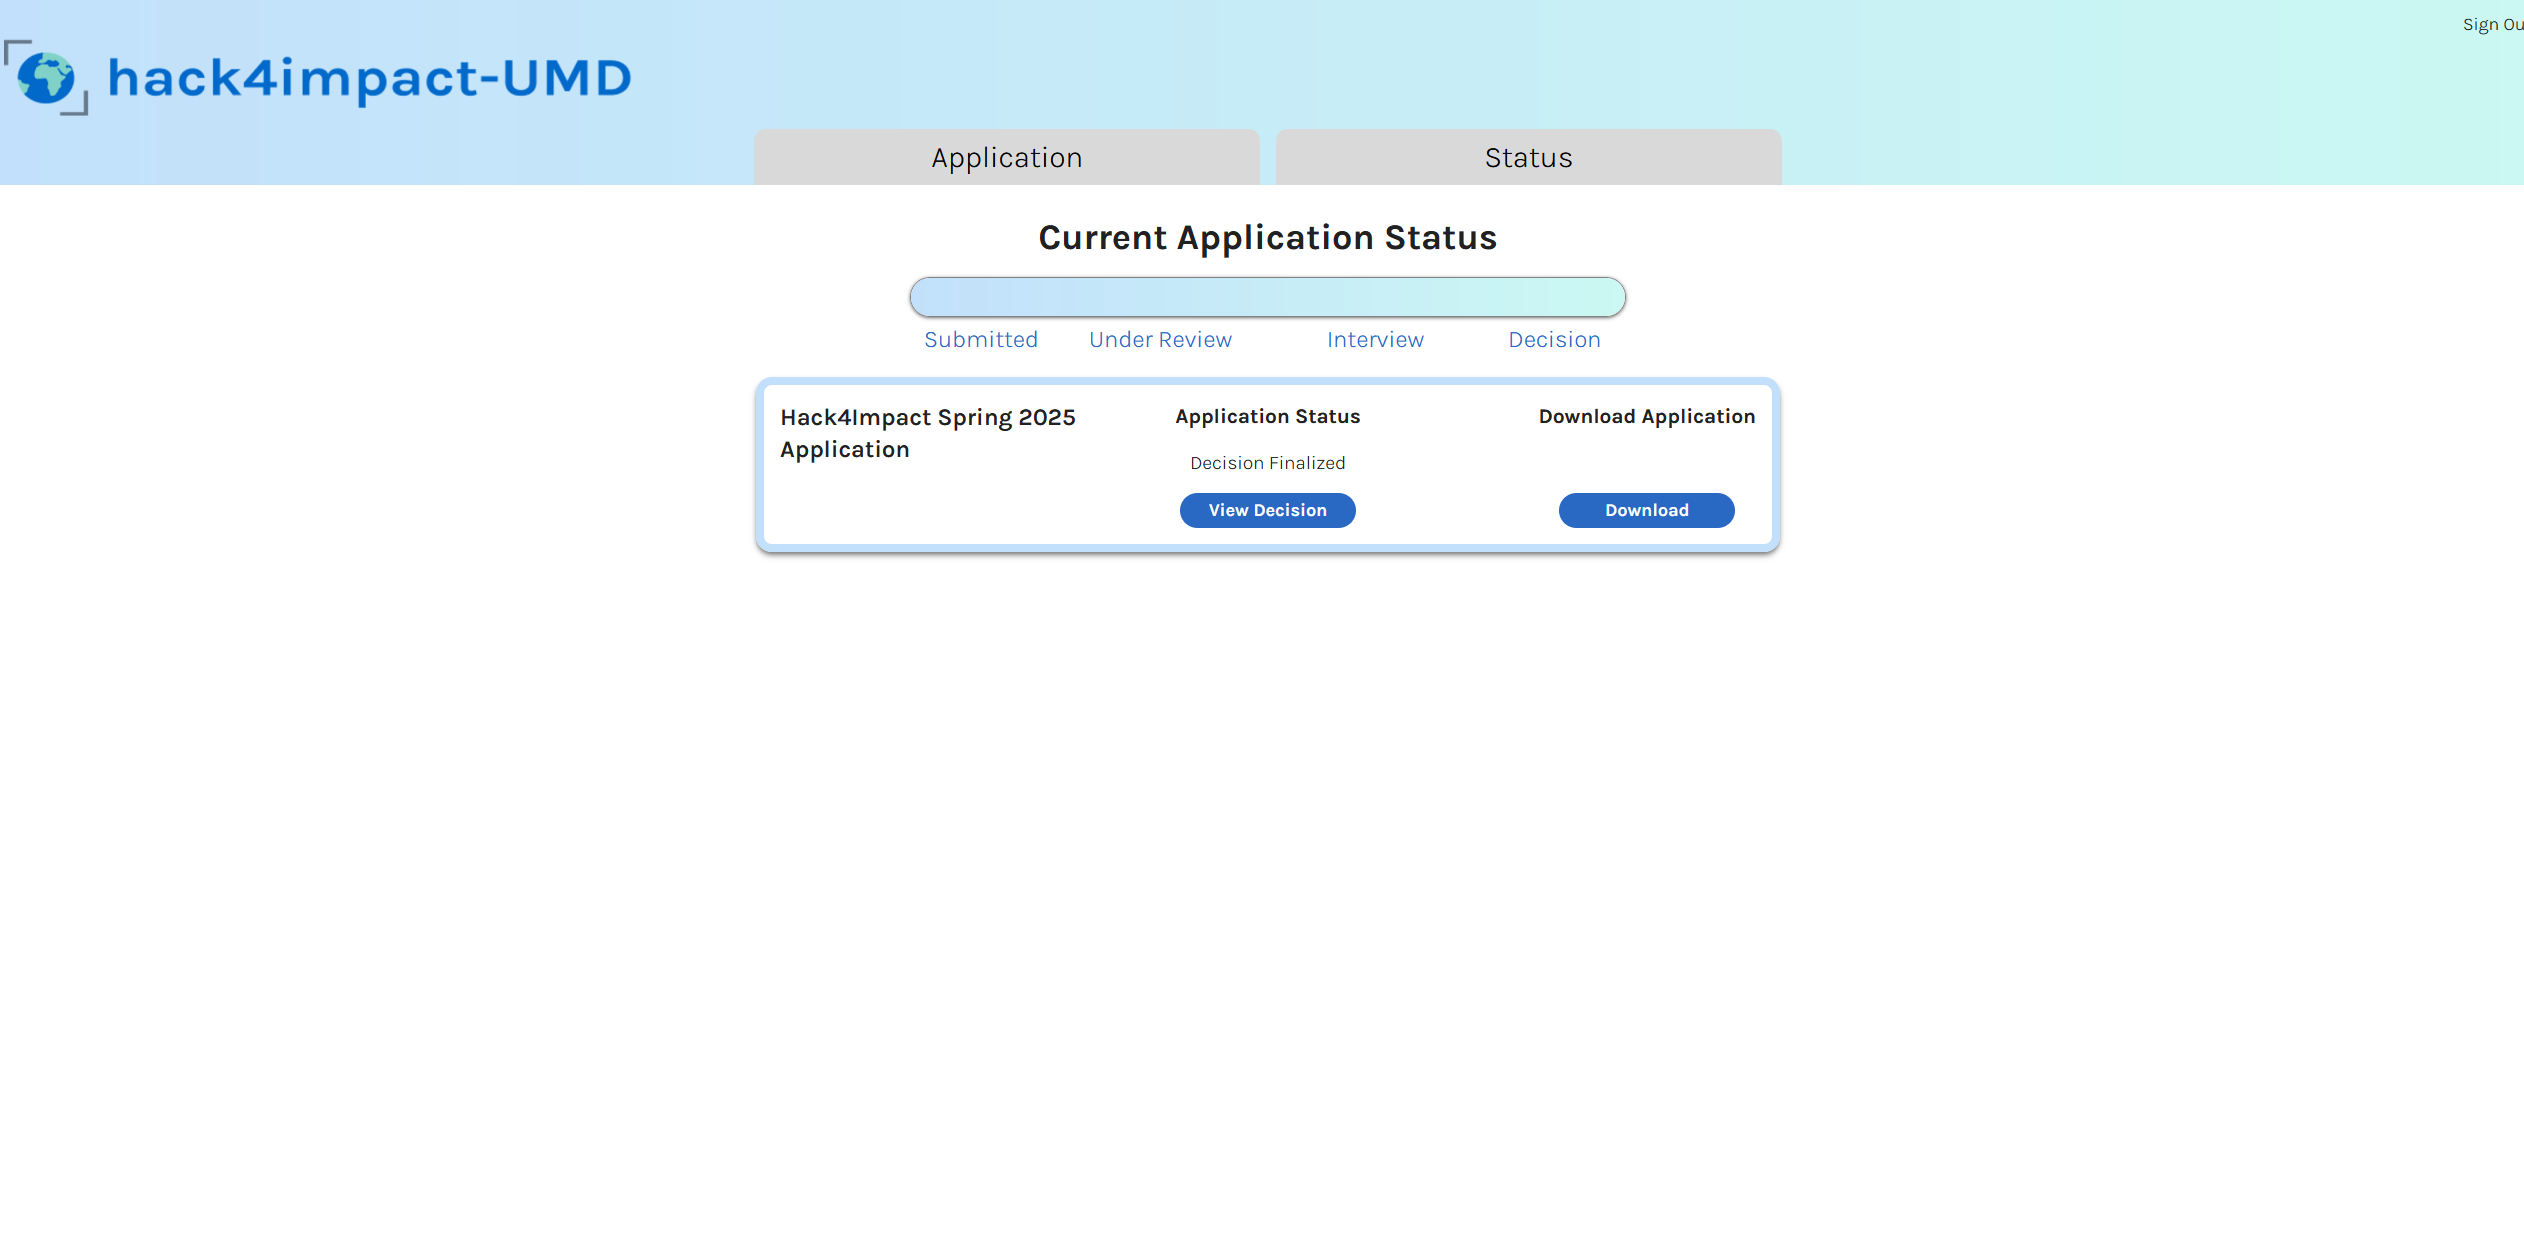 Sign Ou
hack4impact-UMD
Application
Status
Current Application Status
Submitted
Under Review
Interview
Decision
Hack4Impact Spring 2025
Application
Application Status
Decision Finalized
View Decision
Download Application
Download